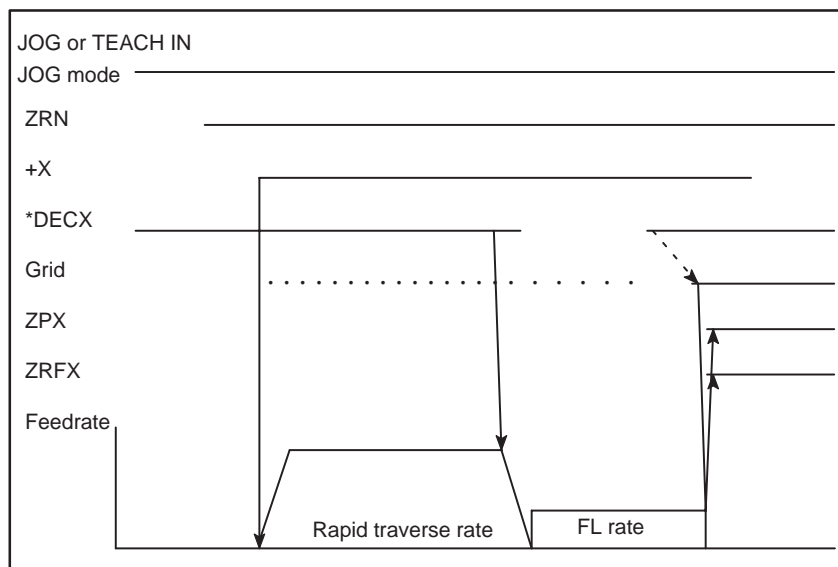 JOG or TEACH IN
JOG mode
ZRN
+X
*DECX
Grid
ZPX
ZRFX
Feedrate
Rapid traverse rate
FL rate